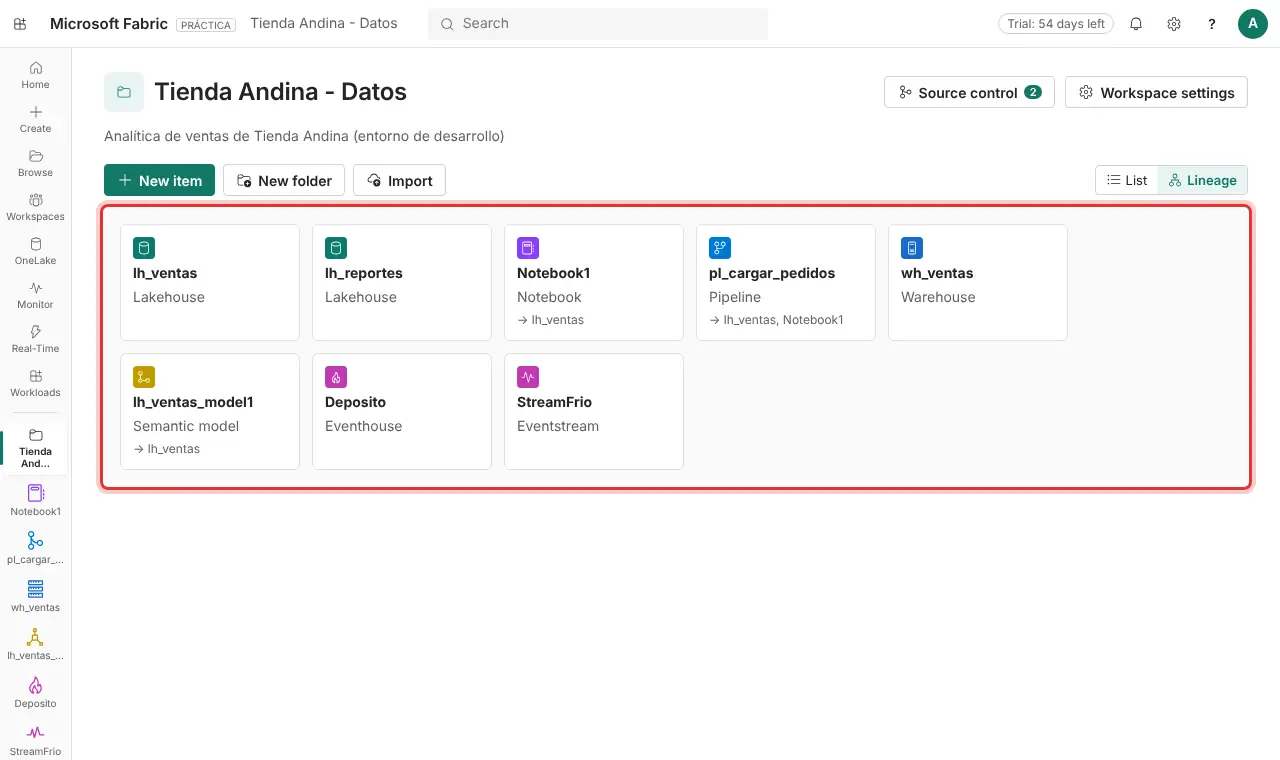 Microsoft Fabric PRÁCTICA Tienda Andina - Datos Search Trial: 54 days left ? A
Home
Create
Browse
Workspaces
OneLake
Monitor
Real-Time
Workloads
Tienda
And...
Notebook1
pl_cargar_...
wh_ventas
lh_ventas_...
Deposito
StreamFrio
Tienda Andina - Datos
Source control 2 Workspace settings
Analítica de ventas de Tienda Andina (entorno de desarrollo)
New item New folder Import List Lineage
lh_ventas
Lakehouse
lh_reportes
Lakehouse
Notebook1
Notebook
→ lh_ventas
pl_cargar_pedidos
Pipeline
→ lh_ventas, Notebook1
wh_ventas
Warehouse
lh_ventas_model1
Semantic model
→ lh_ventas
Deposito
Eventhouse
StreamFrio
Eventstream